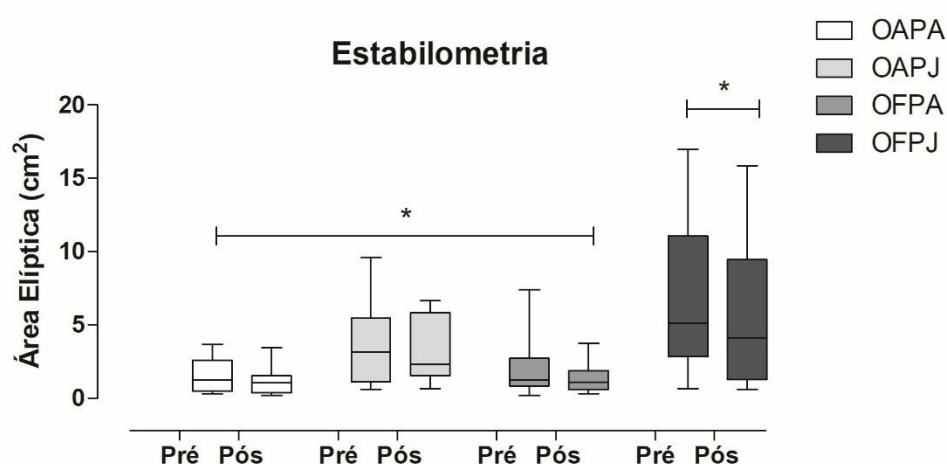 Estabilometria
OAPA
OAPJ
OFPA
OFPJ
Área Elíptica (cm²)
20
15
10
5
0
*
*
Pré Pós Pré Pós Pré Pós Pré Pós